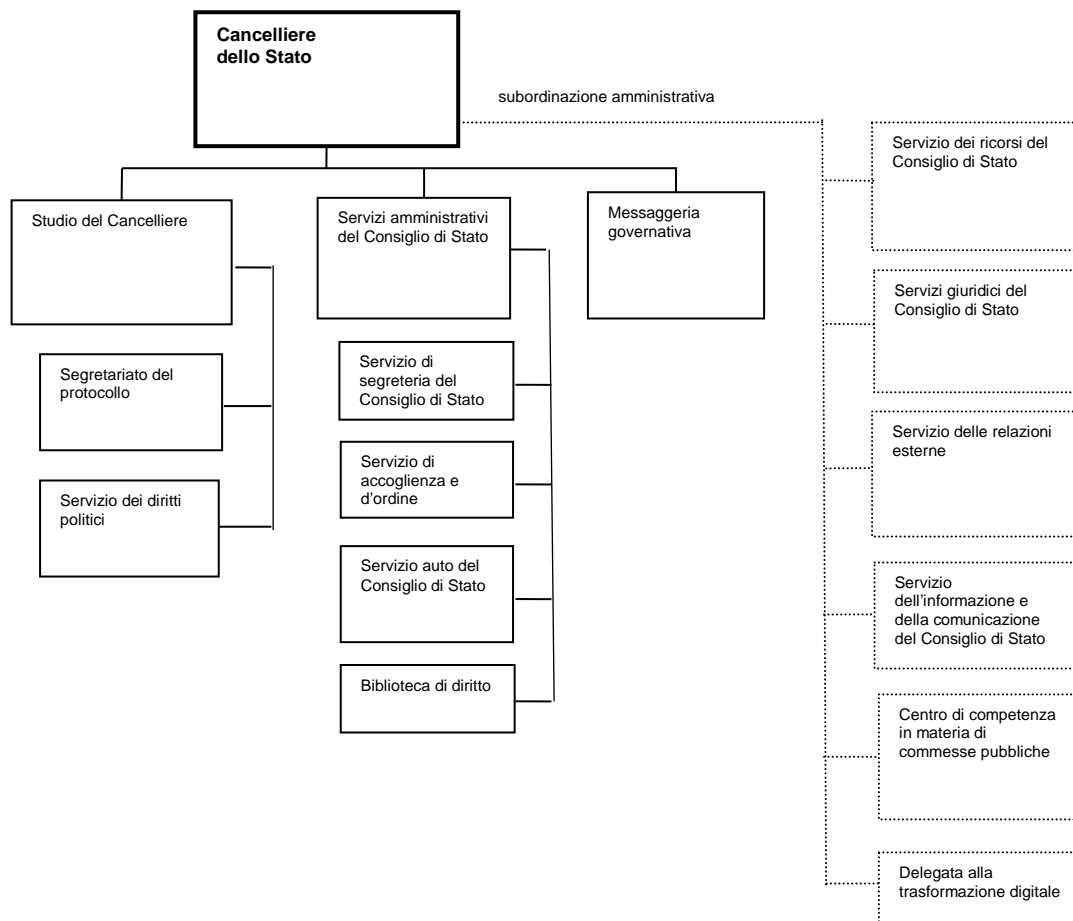 Cancelliere
dello Stato
subordinazione amministrativa
Servizio dei ricorsi del
Consiglio di Stato
Studio del Cancelliere
Servizi amministrativi
del Consiglio di Stato
Messaggeria
governativa
Servizi giuridici del
Consiglio di Stato
Segretariato del
protocollo
Servizio di
segreteria del
Consiglio di Stato
Servizio delle relazioni
esterne
Servizio di
accoglienza e
d’ordine
Servizio dei diritti
politici
Servizio auto del
Consiglio di Stato
Servizio
dell’informazione e
della comunicazione
del Consiglio di Stato
Biblioteca di diritto
Centro di competenza
in materia di
commesse pubbliche
Delegata alla
trasformazione digitale